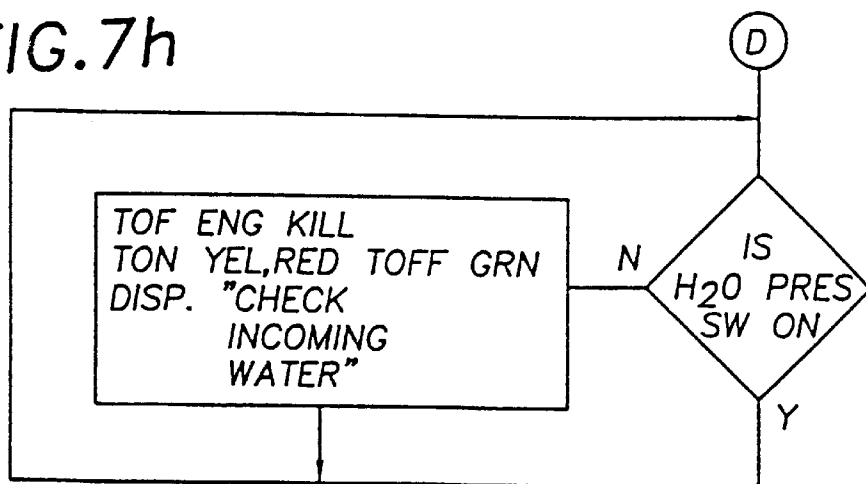 FIG.7h
D
TOF ENG KILL
TON YEL,RED TOFF GRN
DISP. "CHECK
INCOMING
WATER"
N
IS
H2O PRES
SW ON
Y